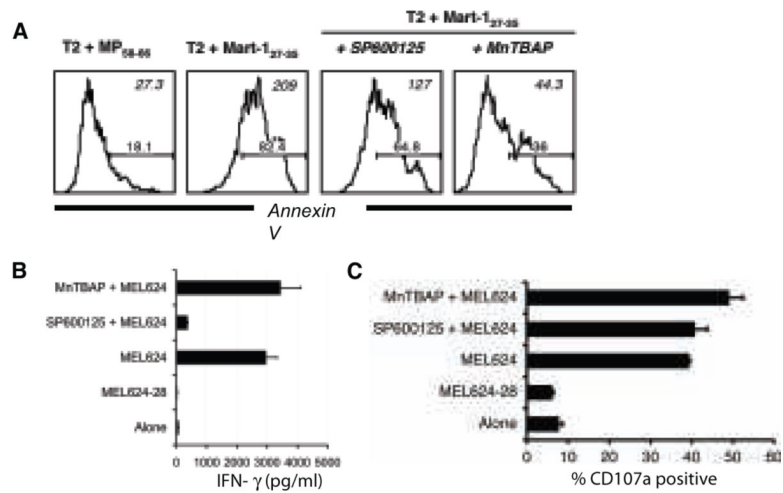 A
T2 + Mart-1₂₇₋₃₅
T2 + MP₅₈₋₆₆
T2 + Mart-1₂₇₋₃₅
+ SP600125
+ MnTBAP
27.3
209
127
44.3
18.1
82.4
64.8
36
Annexin
V
B
MnTBAP + MEL624
SP600125 + MEL624
MEL624
MEL624-28
Alone
0 1000 2000 3000 4000 5000
IFN- γ (pg/ml)
C
MnTBAP + MEL624
SP600125 + MEL624
MEL624
MEL624-28
Alone
0 10 20 30 40 50 60
% CD107a positive